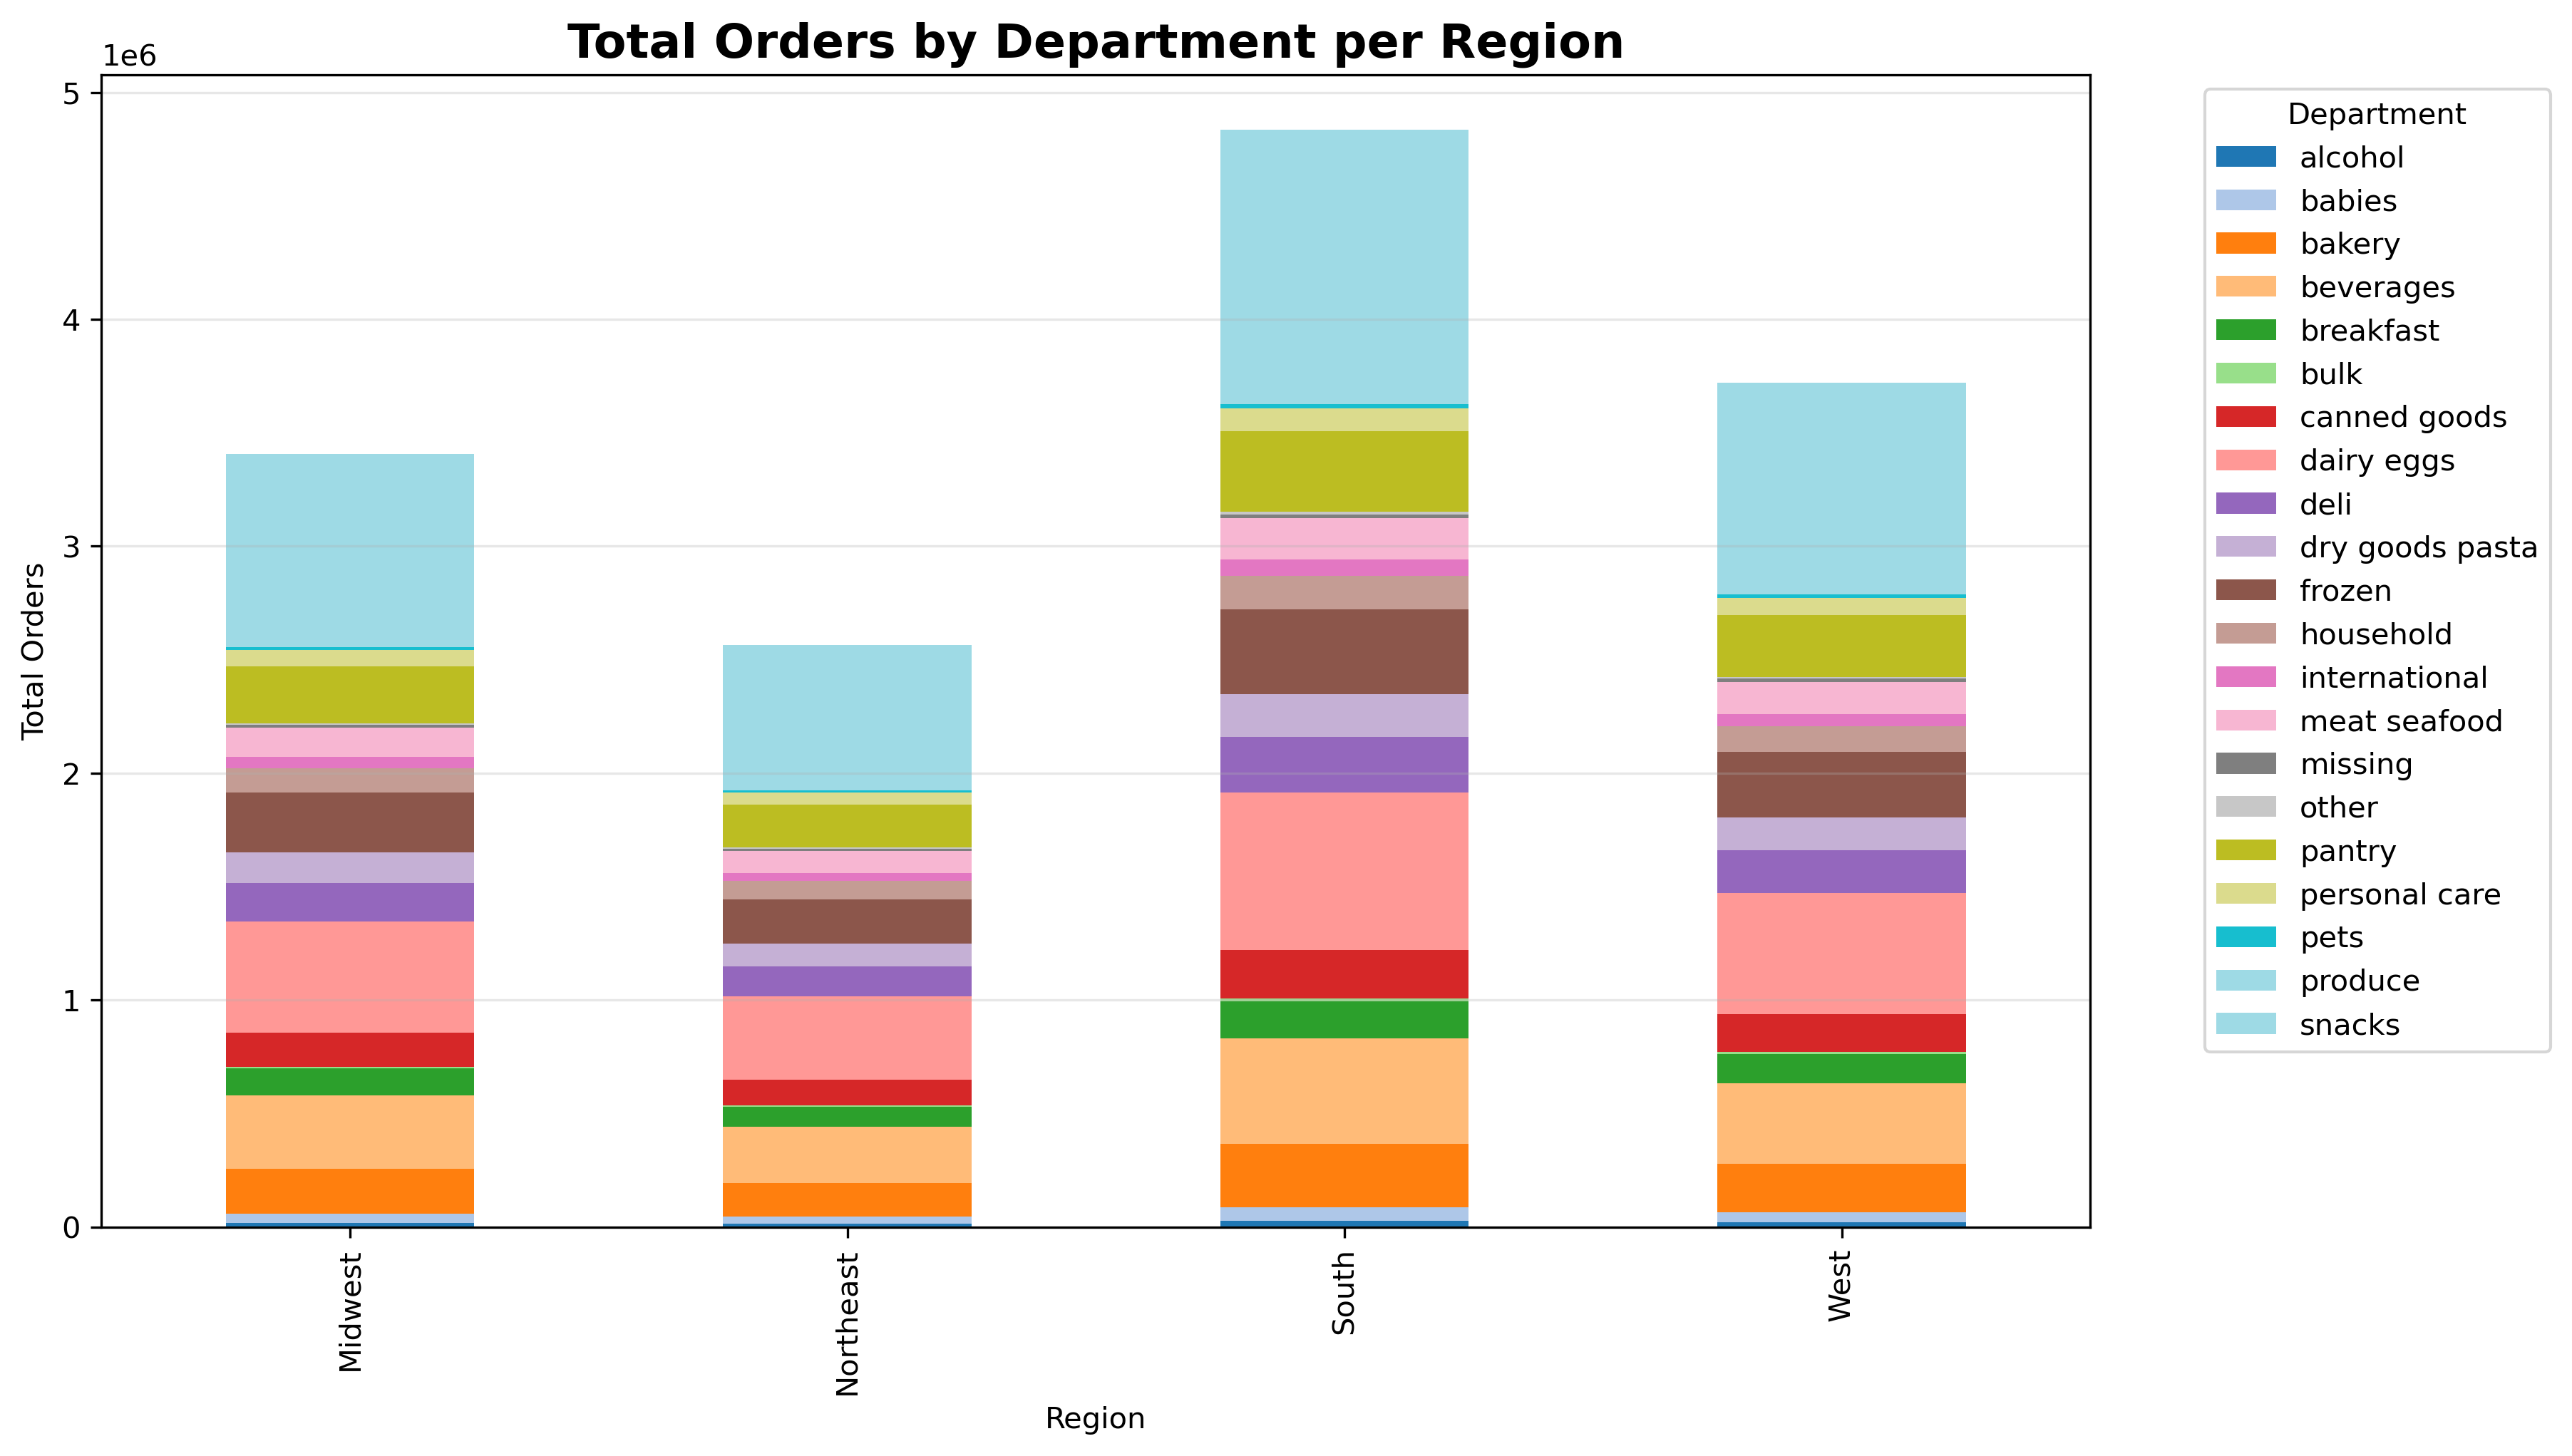 Total Orders by Department per Region
1e6
5
4
3
2
1
0
Total Orders
Midwest
Northeast
South
West
Region
Department
alcohol
babies
bakery
beverages
breakfast
bulk
canned goods
dairy eggs
deli
dry goods pasta
frozen
household
international
meat seafood
missing
other
pantry
personal care
pets
produce
snacks